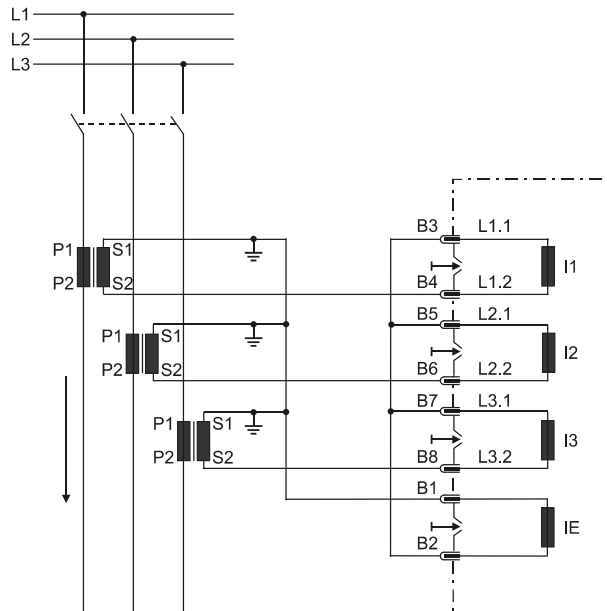 L1
L2
L3
B3 L1.1
P1 S1
I1
P2 S2
B4 L1.2
B5 L2.1
P1 S1
I2
P2 S2
B6 L2.2
B7 L3.1
P1 S1
I3
P2 S2
B8 L3.2
B1
IE
B2